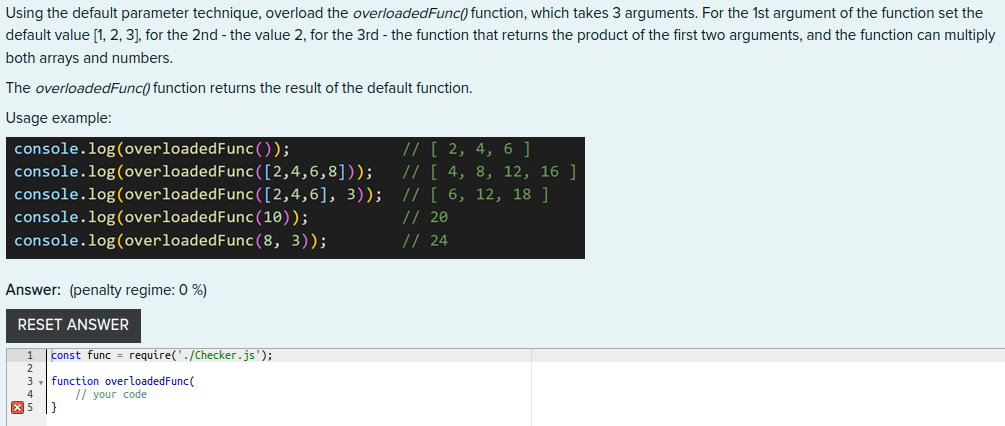 Using the default parameter technique, overload the overloadedFunc() function, which takes 3 arguments. For the 1st argument of the function set the
default value [1, 2, 3], for the 2nd - the value 2, for the 3rd - the function that returns the product of the first two arguments, and the function can multiply
both arrays and numbers.
The overloadedFunc() function returns the result of the default function.
Usage example:
console.log(overloadedFunc()); // [ 2, 4, 6 ]
console.log(overloadedFunc([2,4,6,8])); // [ 4, 8, 12, 16 ]
console.log(overloadedFunc([2,4,6], 3)); // [ 6, 12, 18 ]
console.log(overloadedFunc(10)); // 20
console.log(overloadedFunc(8, 3)); // 24
Answer: (penalty regime: 0 %)
RESET ANSWER
1 const func = require('./Checker.js');
2
3 function overloadedFunc(
4 // your code
5 }